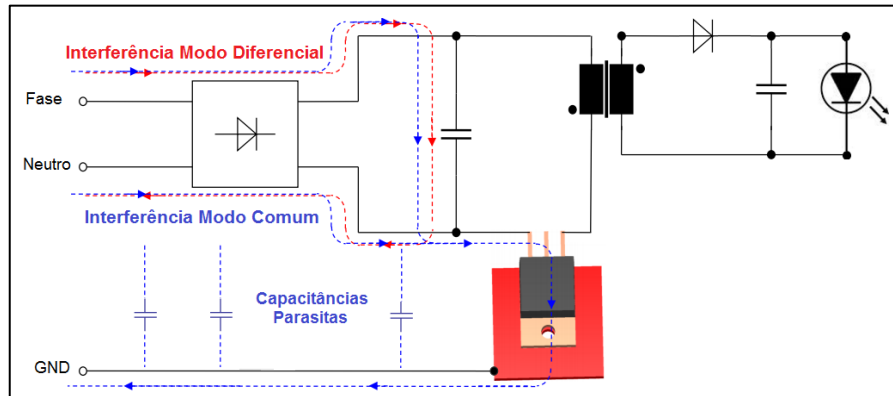 Interferência Modo Diferencial
Fase
Neutro
Interferência Modo Comum
Capacitâncias
Parasitas
GND